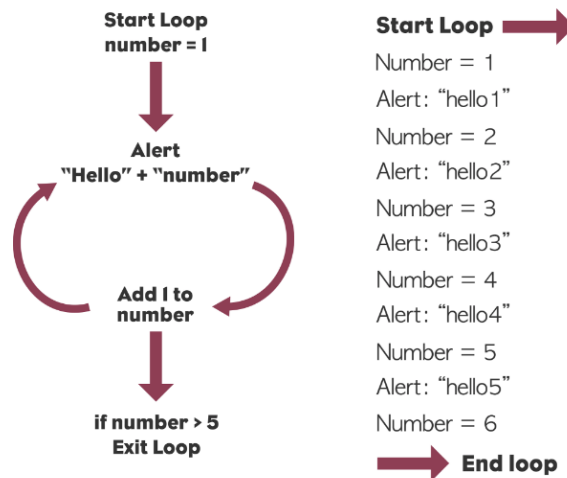 Start Loop
number = 1
Alert
"Hello" + "number"
Add 1 to
number
if number > 5
Exit Loop
Start Loop
Number = 1
Alert: "hello1"
Number = 2
Alert: "hello2"
Number = 3
Alert: "hello3"
Number = 4
Alert: "hello4"
Number = 5
Alert: "hello5"
Number = 6
End loop